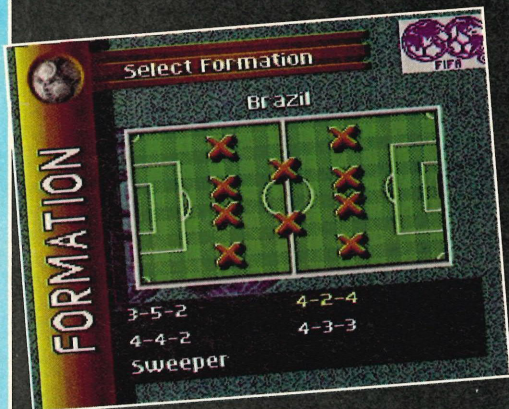 Select Formation
FIFA
Brazil
FORMATION
3-5-2
4-2-4
4-4-2
4-3-3
Sweeper